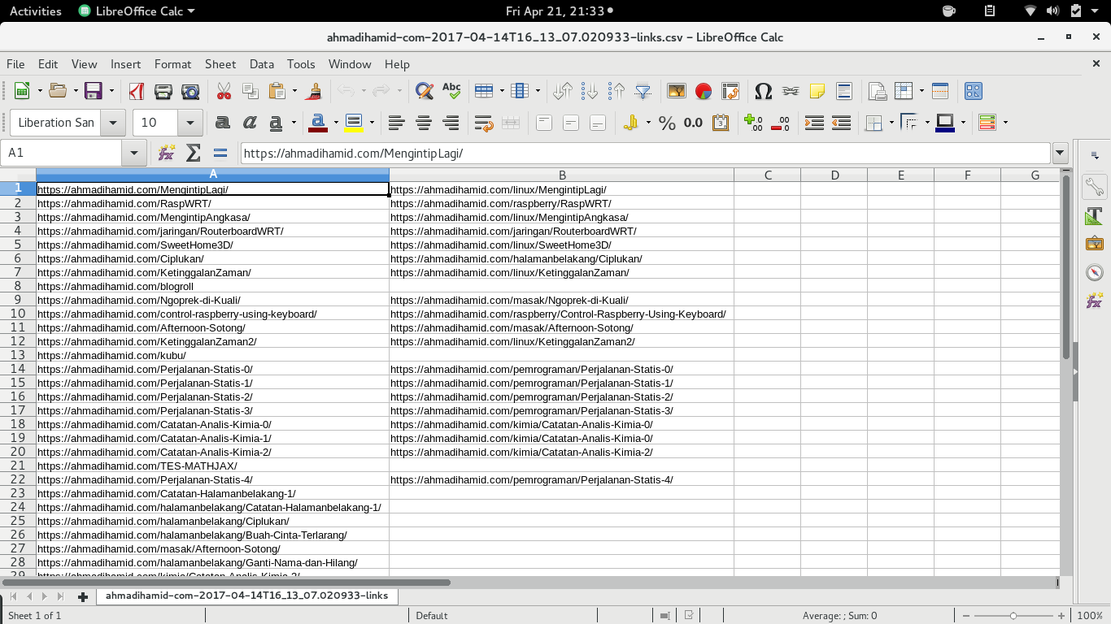 Activities LibreOffice Calc Fri Apr 21, 21:33
ahmadihamid-com-2017-04-14T16_13_07.020933-links.csv – LibreOffice Calc
File Edit View Insert Format Sheet Data Tools Window Help
Abc
Liberation San 10 a a a a % 0.0
A1 https://ahmadihamid.com/MengintipLagi/
A B C D E F G
1 https://ahmadihamid.com/MengintipLagi/ https://ahmadihamid.com/linux/MengintipLagi/
2 https://ahmadihamid.com/RaspWRT/ https://ahmadihamid.com/raspberry/RaspWRT/
3 https://ahmadihamid.com/MengintipAngkasa/ https://ahmadihamid.com/linux/MengintipAngkasa/
4 https://ahmadihamid.com/jaringan/RouterboardWRT/ https://ahmadihamid.com/jaringan/RouterboardWRT/
5 https://ahmadihamid.com/SweetHome3D/ https://ahmadihamid.com/linux/SweetHome3D/
6 https://ahmadihamid.com/Ciplukan/ https://ahmadihamid.com/halamanbelakang/Ciplukan/
7 https://ahmadihamid.com/KetinggalanZaman/ https://ahmadihamid.com/linux/KetinggalanZaman/
8 https://ahmadihamid.com/blogroll
9 https://ahmadihamid.com/Ngoprek-di-Kuali/ https://ahmadihamid.com/masak/Ngoprek-di-Kuali/
10 https://ahmadihamid.com/control-raspberry-using-keyboard/ https://ahmadihamid.com/raspberry/Control-Raspberry-Using-Keyboard/
11 https://ahmadihamid.com/Afternoon-Sotong/ https://ahmadihamid.com/masak/Afternoon-Sotong/
12 https://ahmadihamid.com/KetinggalanZaman2/ https://ahmadihamid.com/linux/KetinggalanZaman2/
13 https://ahmadihamid.com/kubu/
14 https://ahmadihamid.com/Perjalanan-Statis-0/ https://ahmadihamid.com/pemrograman/Perjalanan-Statis-0/
15 https://ahmadihamid.com/Perjalanan-Statis-1/ https://ahmadihamid.com/pemrograman/Perjalanan-Statis-1/
16 https://ahmadihamid.com/Perjalanan-Statis-2/ https://ahmadihamid.com/pemrograman/Perjalanan-Statis-2/
17 https://ahmadihamid.com/Perjalanan-Statis-3/ https://ahmadihamid.com/pemrograman/Perjalanan-Statis-3/
18 https://ahmadihamid.com/Catatan-Analis-Kimia-0/ https://ahmadihamid.com/kimia/Catatan-Analis-Kimia-0/
19 https://ahmadihamid.com/Catatan-Analis-Kimia-1/ https://ahmadihamid.com/kimia/Catatan-Analis-Kimia-0/
20 https://ahmadihamid.com/Catatan-Analis-Kimia-2/ https://ahmadihamid.com/kimia/Catatan-Analis-Kimia-2/
21 https://ahmadihamid.com/TES-MATHJAX/
22 https://ahmadihamid.com/Perjalanan-Statis-4/ https://ahmadihamid.com/pemrograman/Perjalanan-Statis-4/
23 https://ahmadihamid.com/Catatan-Halamanbelakang-1/
24 https://ahmadihamid.com/halamanbelakang/Catatan-Halamanbelakang-1/
25 https://ahmadihamid.com/halamanbelakang/Ciplukan/
26 https://ahmadihamid.com/halamanbelakang/Buah-Cinta-Terlarang/
27 https://ahmadihamid.com/masak/Afternoon-Sotong/
28 https://ahmadihamid.com/halamanbelakang/Ganti-Nama-dan-Hilang/
29 https://ahmadihamid.com/kimia/Catatan-Analis-Kimia-2/
ahmadihamid-com-2017-04-14T16_13_07.020933-links
Sheet 1 of 1 Default Average: ; Sum: 0 100%